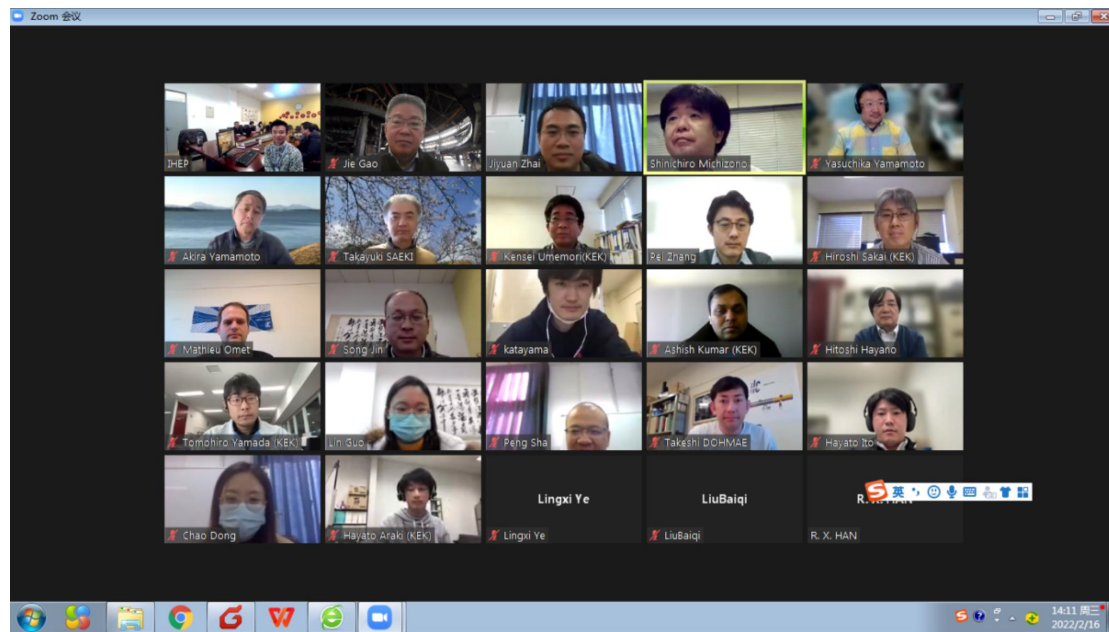 Zoom 会议
IHEP
Jie Gao
Jiyuan Zhai
Shinichiro Michizono
Yasuchika Yamamoto
Akira Yamamoto
Takayuki SAEKI
Kensei Umemori(KEK)
Pei Zhang
Hiroshi Sakai (KEK)
Mathieu Omet
Song Jin
katayama
Ashish Kumar (KEK)
Hitoshi Hayano
Tomohiro Yamada (KEK)
Lin Guo
Peng Sha
Takeshi DOHMAE
Hayato Ito
Chao Dong
Hayato Araki (KEK)
Lingxi Ye
Lingxi Ye
LiuBaiqi
LiuBaiqi
R. X. HAN
英
14:11 周三
2022/2/16